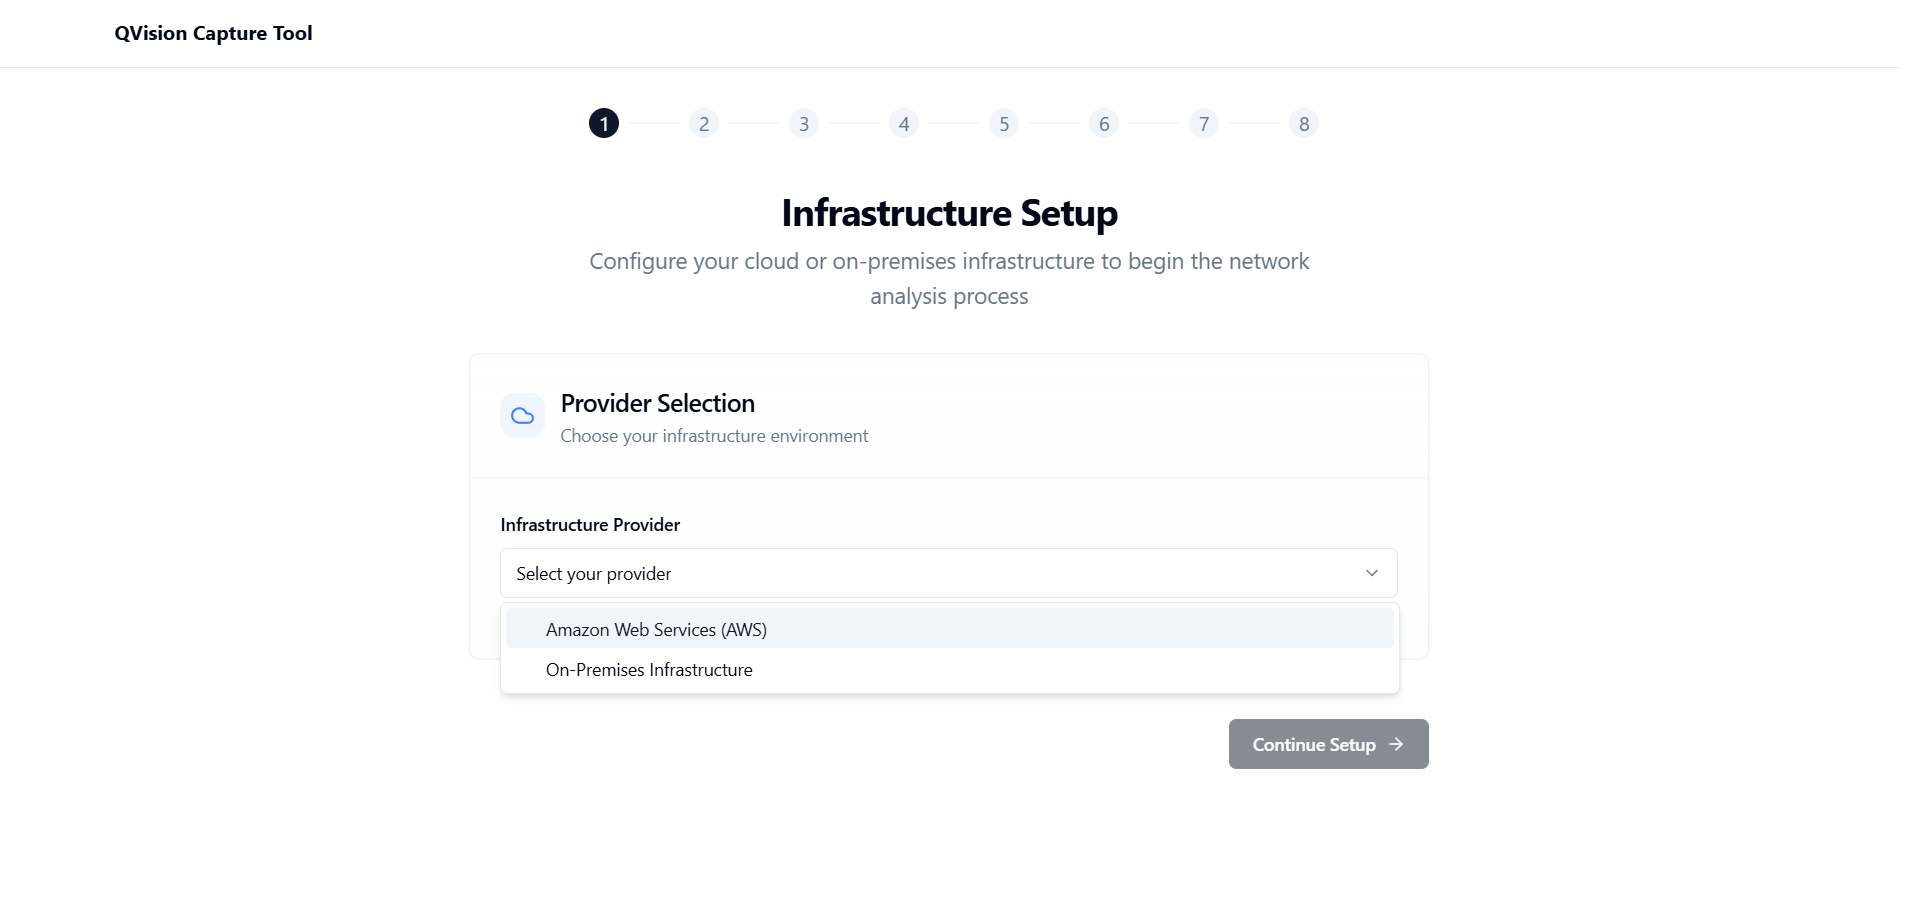 QVision Capture Tool
1 2 3 4 5 6 7 8
Infrastructure Setup
Configure your cloud or on-premises infrastructure to begin the network
analysis process
Provider Selection
Choose your infrastructure environment
Infrastructure Provider
Select your provider
Amazon Web Services (AWS)
On-Premises Infrastructure
Continue Setup